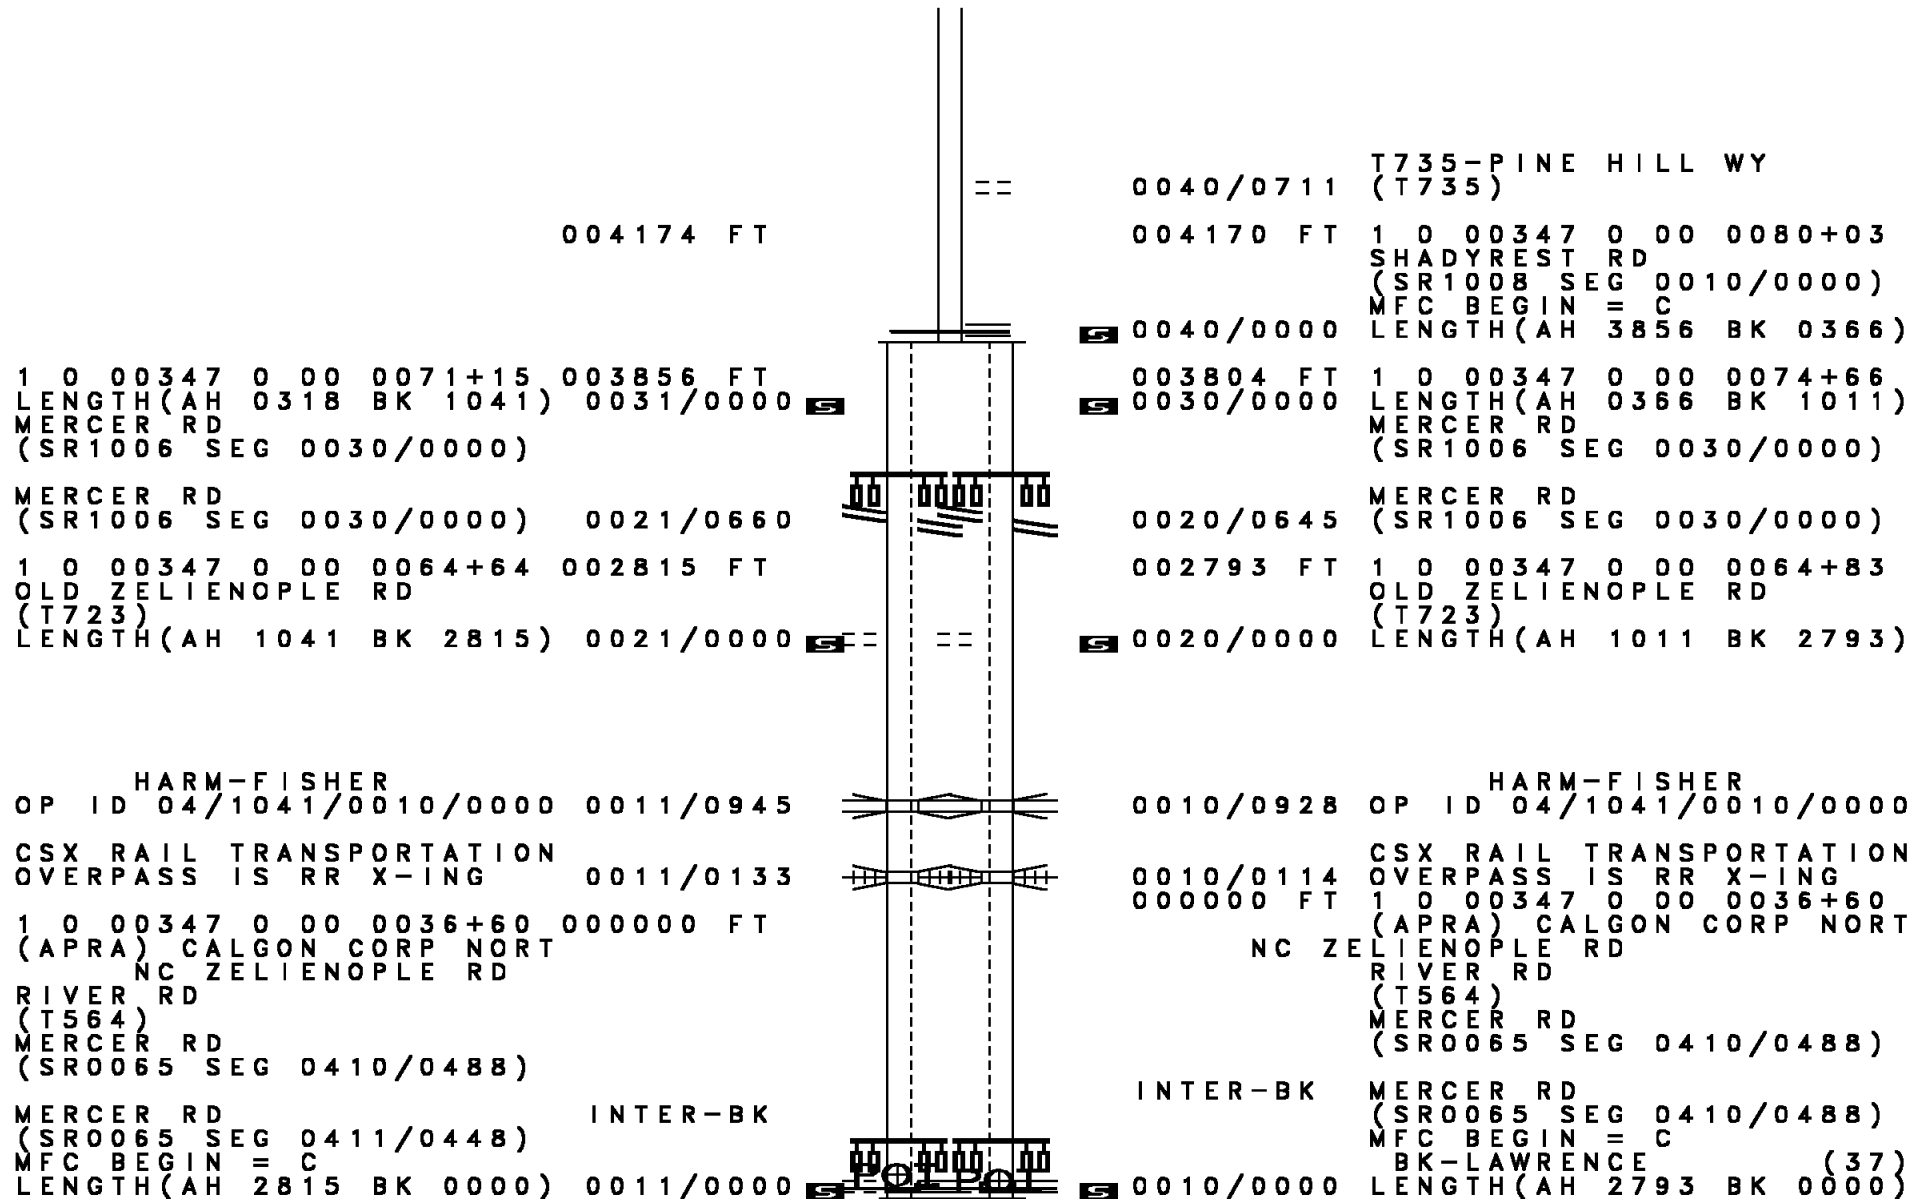 T735-PINE HILL WY
0040/0711 (T735)
004174 FT 004170 FT 1 0 00347 0 00 0080+03
SHADYREST RD
(SR1008 SEG 0010/0000)
MFC BEGIN = C
S 0040/0000 LENGTH(AH 3856 BK 0366)
1 0 00347 0 00 0071+15 003856 FT 003804 FT 1 0 00347 0 00 0074+66
LENGTH(AH 0318 BK 1041) 0031/0000 S S 0030/0000 LENGTH(AH 0366 BK 1011)
MERCER RD MERCER RD
(SR1006 SEG 0030/0000) (SR1006 SEG 0030/0000)
MERCER RD MERCER RD
(SR1006 SEG 0030/0000) 0021/0660 0020/0645 (SR1006 SEG 0030/0000)
1 0 00347 0 00 0064+64 002815 FT 002793 FT 1 0 00347 0 00 0064+83
OLD ZELIENOPLE RD OLD ZELIENOPLE RD
(T723) (T723)
LENGTH(AH 1041 BK 2815) 0021/0000 S S 0020/0000 LENGTH(AH 1011 BK 2793)
HARM-FISHER HARM-FISHER
OP ID 04/1041/0010/0000 0011/0945 0010/0928 OP ID 04/1041/0010/0000
CSX RAIL TRANSPORTATION CSX RAIL TRANSPORTATION
OVERPASS IS RR X-ING 0011/0133 0010/0114 OVERPASS IS RR X-ING
000000 FT 1 0 00347 0 00 0036+60
1 0 00347 0 00 0036+60 000000 FT (APRA) CALGON CORP NORT
(APRA) CALGON CORP NORT NC ZELIENOPLE RD
NC ZELIENOPLE RD RIVER RD
RIVER RD (T564)
(T564) MERCER RD
MERCER RD (SR0065 SEG 0410/0488)
(SR0065 SEG 0410/0488)
INTER-BK MERCER RD
MERCER RD INTER-BK (SR0065 SEG 0410/0488)
(SR0065 SEG 0411/0448) MFC BEGIN = C
MFC BEGIN = C BK-LAWRENCE (37)
LENGTH(AH 2815 BK 0000) 0011/0000 S POI POI S 0010/0000 LENGTH(AH 2793 BK 0000)